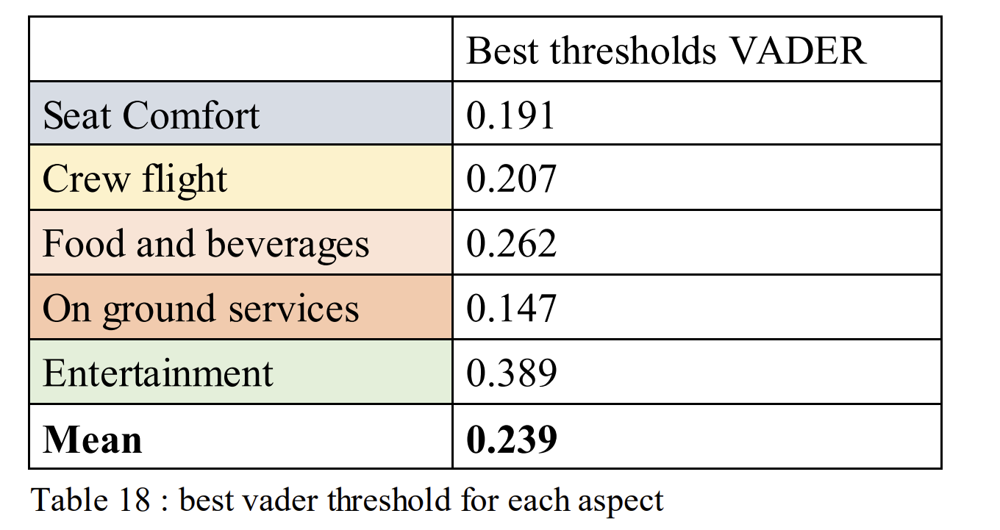 Best thresholds VADER
Seat Comfort 0.191
Crew flight 0.207
Food and beverages 0.262
On ground services 0.147
Entertainment 0.389
Mean 0.239
Table 18 : best vader threshold for each aspect